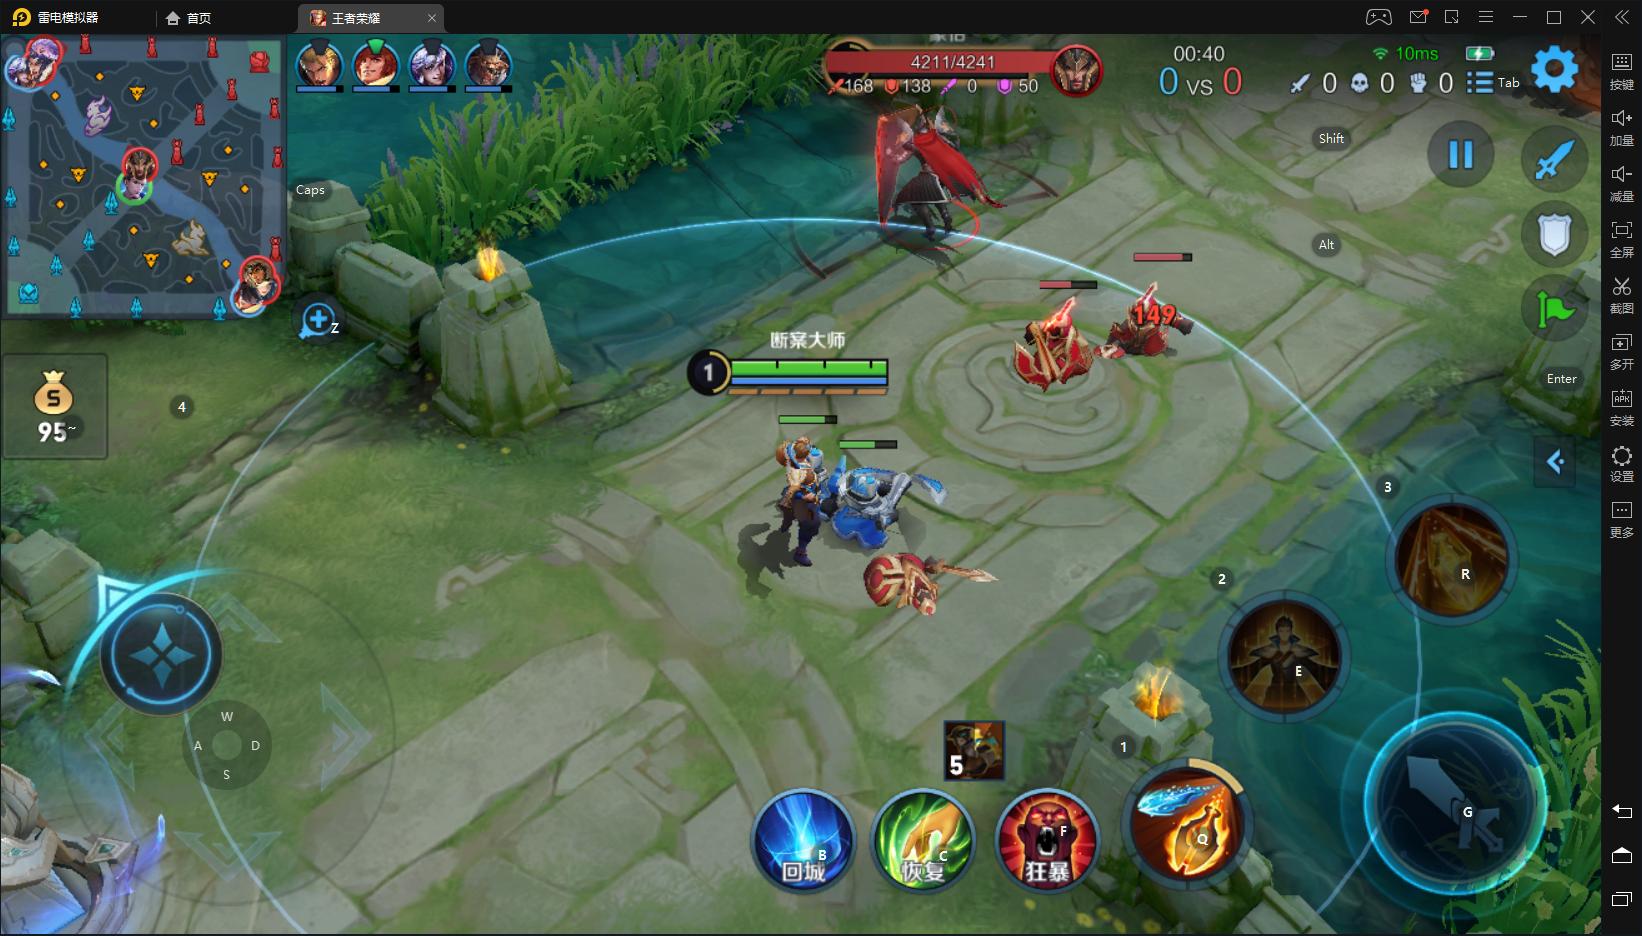 雷电模拟器
首页
王者荣耀
4211/4241
168 138 0 50
00:40
0 VS 0
10ms
0 0 0 Tab
按键
加量
减量
全屏
截图
多开
安装
设置
更多
Shift
Caps
Alt
Z
149
断案大师
1
95~
4
Enter
3
R
2
E
W
A D
S
1
5
G
Q
F
B
回城
C
恢复
狂暴